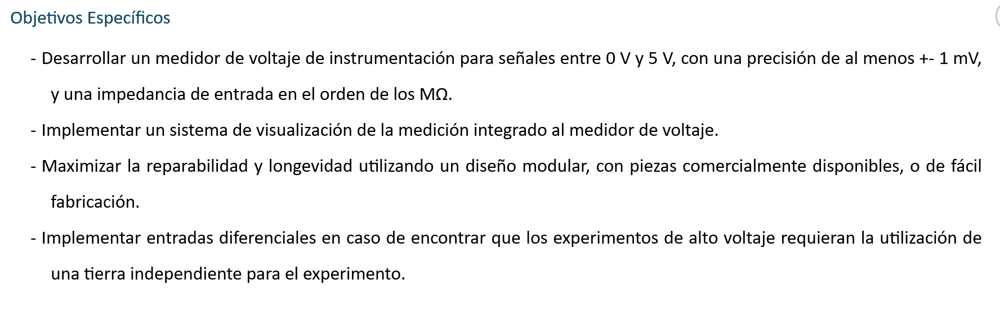 Objetivos Específicos
- Desarrollar un medidor de voltaje de instrumentación para señales entre 0 V y 5 V, con una precisión de al menos +- 1 mV,
y una impedancia de entrada en el orden de los MΩ.
- Implementar un sistema de visualización de la medición integrado al medidor de voltaje.
- Maximizar la reparabilidad y longevidad utilizando un diseño modular, con piezas comercialmente disponibles, o de fácil
fabricación.
- Implementar entradas diferenciales en caso de encontrar que los experimentos de alto voltaje requieran la utilización de
una tierra independiente para el experimento.